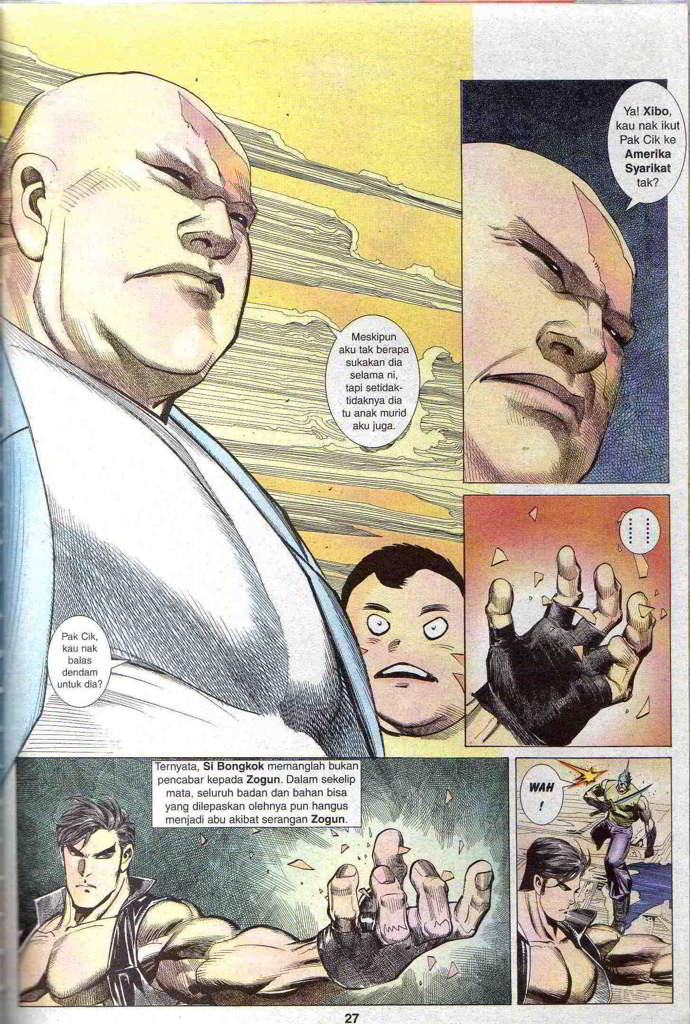 Meskipun
aku tak berapa
sukakan dia
selama ni,
tapi setidak-
tidaknya dia
tu anak murid
aku juga.
Pak Cik,
kau nak
balas
dendam
untuk dia?
Ya! Xibo,
kau nak ikut
Pak Cik ke
Amerika
Syarikat
tak?
Ternyata, Si Bongkok memanglah bukan
pencabar kepada Zogun. Dalam sekelip
mata, seluruh badan dan bahan bisa
yang dilepaskan olehnya pun hangus
menjadi abu akibat serangan Zogun.
WAH
!
27